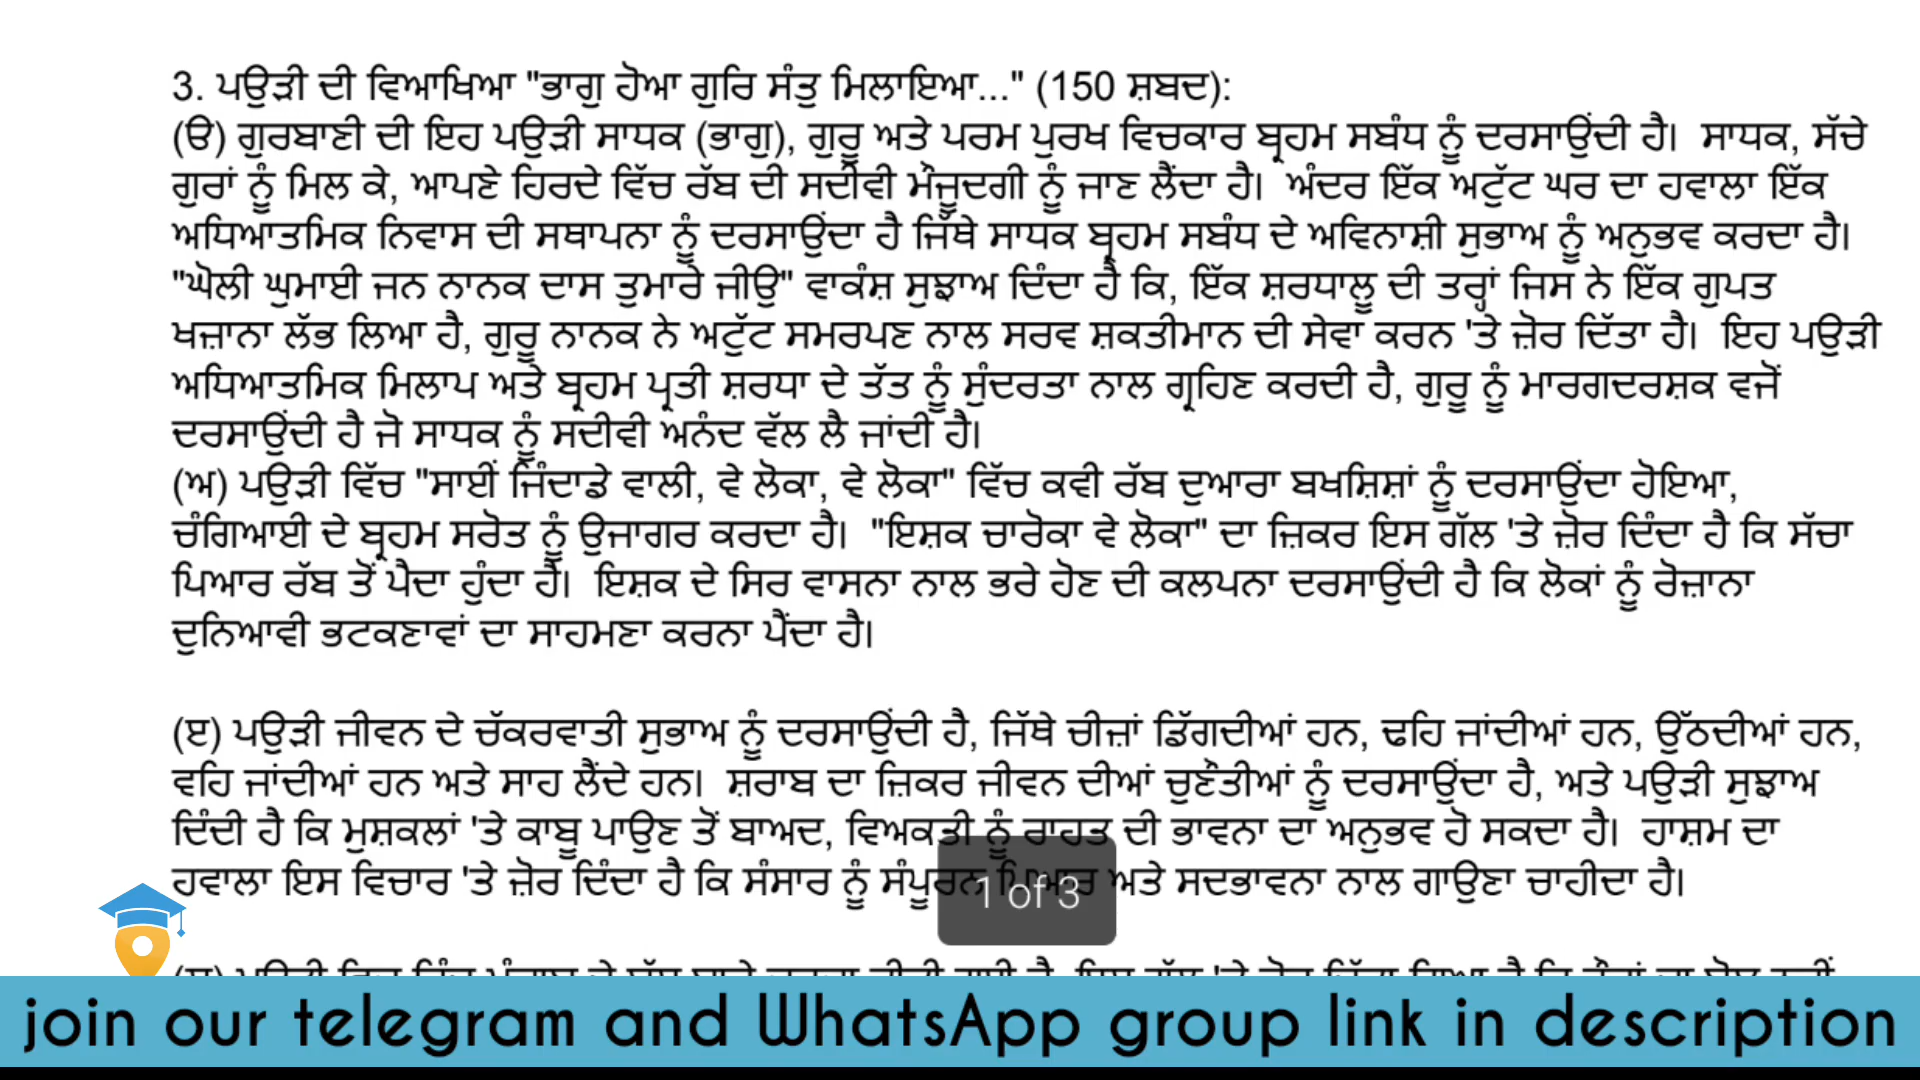 3. ਪਉੜੀ ਦੀ ਵਿਆਖਿਆ "ਭਾਗੁ ਹੋਆ ਗੁਰਿ ਸੰਤੁ ਮਿਲਾਇਆ..." (150 ਸ਼ਬਦ):
(ੳ) ਗੁਰਬਾਣੀ ਦੀ ਇਹ ਪਉੜੀ ਸਾਧਕ (ਭਾਗੁ), ਗੁਰੂ ਅਤੇ ਪਰਮ ਪੁਰਖ ਵਿਚਕਾਰ ਬ੍ਰਹਮ ਸਬੰਧ ਨੂੰ ਦਰਸਾਉਂਦੀ ਹੈ। ਸਾਧਕ, ਸੱਚੇ
ਗੁਰਾਂ ਨੂੰ ਮਿਲ ਕੇ, ਆਪਣੇ ਹਿਰਦੇ ਵਿੱਚ ਰੱਬ ਦੀ ਸਦੀਵੀ ਮੌਜੂਦਗੀ ਨੂੰ ਜਾਣ ਲੈਂਦਾ ਹੈ। ਅੰਦਰ ਇੱਕ ਅਟੁੱਟ ਘਰ ਦਾ ਹਵਾਲਾ ਇੱਕ
ਅਧਿਆਤਮਿਕ ਨਿਵਾਸ ਦੀ ਸਥਾਪਨਾ ਨੂੰ ਦਰਸਾਉਂਦਾ ਹੈ ਜਿੱਥੇ ਸਾਧਕ ਬ੍ਰਹਮ ਸਬੰਧ ਦੇ ਅਵਿਨਾਸ਼ੀ ਸੁਭਾਅ ਨੂੰ ਅਨੁਭਵ ਕਰਦਾ ਹੈ।
"ਘੋਲੀ ਘੁਮਾਈ ਜਨ ਨਾਨਕ ਦਾਸ ਤੁਮਾਰੇ ਜੀਉ" ਵਾਕੰਸ਼ ਸੁਝਾਅ ਦਿੰਦਾ ਹੈ ਕਿ, ਇੱਕ ਸ਼ਰਧਾਲੂ ਦੀ ਤਰ੍ਹਾਂ ਜਿਸ ਨੇ ਇੱਕ ਗੁਪਤ
ਖਜ਼ਾਨਾ ਲੱਭ ਲਿਆ ਹੈ, ਗੁਰੂ ਨਾਨਕ ਨੇ ਅਟੁੱਟ ਸਮਰਪਣ ਨਾਲ ਸਰਵ ਸ਼ਕਤੀਮਾਨ ਦੀ ਸੇਵਾ ਕਰਨ 'ਤੇ ਜ਼ੋਰ ਦਿੱਤਾ ਹੈ। ਇਹ ਪਉੜੀ
ਅਧਿਆਤਮਿਕ ਮਿਲਾਪ ਅਤੇ ਬ੍ਰਹਮ ਪ੍ਰਤੀ ਸ਼ਰਧਾ ਦੇ ਤੱਤ ਨੂੰ ਸੁੰਦਰਤਾ ਨਾਲ ਗ੍ਰਹਿਣ ਕਰਦੀ ਹੈ, ਗੁਰੂ ਨੂੰ ਮਾਰਗਦਰਸ਼ਕ ਵਜੋਂ
ਦਰਸਾਉਂਦੀ ਹੈ ਜੋ ਸਾਧਕ ਨੂੰ ਸਦੀਵੀ ਅਨੰਦ ਵੱਲ ਲੈ ਜਾਂਦੀ ਹੈ।
(ਅ) ਪਉੜੀ ਵਿੱਚ "ਸਾਈਂ ਜਿੰਦਾਡੇ ਵਾਲੀ, ਵੇ ਲੋਕਾ, ਵੇ ਲੋਕਾ" ਵਿੱਚ ਕਵੀ ਰੱਬ ਦੁਆਰਾ ਬਖਸ਼ਿਸ਼ਾਂ ਨੂੰ ਦਰਸਾਉਂਦਾ ਹੋਇਆ,
ਚੰਗਿਆਈ ਦੇ ਬ੍ਰਹਮ ਸਰੋਤ ਨੂੰ ਉਜਾਗਰ ਕਰਦਾ ਹੈ। "ਇਸ਼ਕ ਚਾਰੋਕਾ ਵੇ ਲੋਕਾ" ਦਾ ਜ਼ਿਕਰ ਇਸ ਗੱਲ 'ਤੇ ਜ਼ੋਰ ਦਿੰਦਾ ਹੈ ਕਿ ਸੱਚਾ
ਪਿਆਰ ਰੱਬ ਤੋਂ ਪੈਦਾ ਹੁੰਦਾ ਹੈ। ਇਸ਼ਕ ਦੇ ਸਿਰ ਵਾਸਨਾ ਨਾਲ ਭਰੇ ਹੋਣ ਦੀ ਕਲਪਨਾ ਦਰਸਾਉਂਦੀ ਹੈ ਕਿ ਲੋਕਾਂ ਨੂੰ ਰੋਜ਼ਾਨਾ
ਦੁਨਿਆਵੀ ਭਟਕਣਾਵਾਂ ਦਾ ਸਾਹਮਣਾ ਕਰਨਾ ਪੈਂਦਾ ਹੈ।
(ੲ) ਪਉੜੀ ਜੀਵਨ ਦੇ ਚੱਕਰਵਾਤੀ ਸੁਭਾਅ ਨੂੰ ਦਰਸਾਉਂਦੀ ਹੈ, ਜਿੱਥੇ ਚੀਜ਼ਾਂ ਡਿੱਗਦੀਆਂ ਹਨ, ਢਹਿ ਜਾਂਦੀਆਂ ਹਨ, ਉੱਠਦੀਆਂ ਹਨ,
ਵਹਿ ਜਾਂਦੀਆਂ ਹਨ ਅਤੇ ਸਾਹ ਲੈਂਦੇ ਹਨ। ਸ਼ਰਾਬ ਦਾ ਜ਼ਿਕਰ ਜੀਵਨ ਦੀਆਂ ਚੁਣੌਤੀਆਂ ਨੂੰ ਦਰਸਾਉਂਦਾ ਹੈ, ਅਤੇ ਪਉੜੀ ਸੁਝਾਅ
ਦਿੰਦੀ ਹੈ ਕਿ ਮੁਸ਼ਕਲਾਂ 'ਤੇ ਕਾਬੂ ਪਾਉਣ ਤੋਂ ਬਾਅਦ, ਵਿਅਕਤੀ ਨੂੰ ਰਾਹਤ ਦੀ ਭਾਵਨਾ ਦਾ ਅਨੁਭਵ ਹੋ ਸਕਦਾ ਹੈ। ਹਾਸ਼ਮ ਦਾ
ਹਵਾਲਾ ਇਸ ਵਿਚਾਰ 'ਤੇ ਜ਼ੋਰ ਦਿੰਦਾ ਹੈ ਕਿ ਸੰਸਾਰ ਨੂੰ ਸੰਪੂਰਨ ਪਿਆਰ ਅਤੇ ਸਦਭਾਵਨਾ ਨਾਲ ਗਾਉਣਾ ਚਾਹੀਦਾ ਹੈ।
1 of 3
join our telegram and WhatsApp group link in description